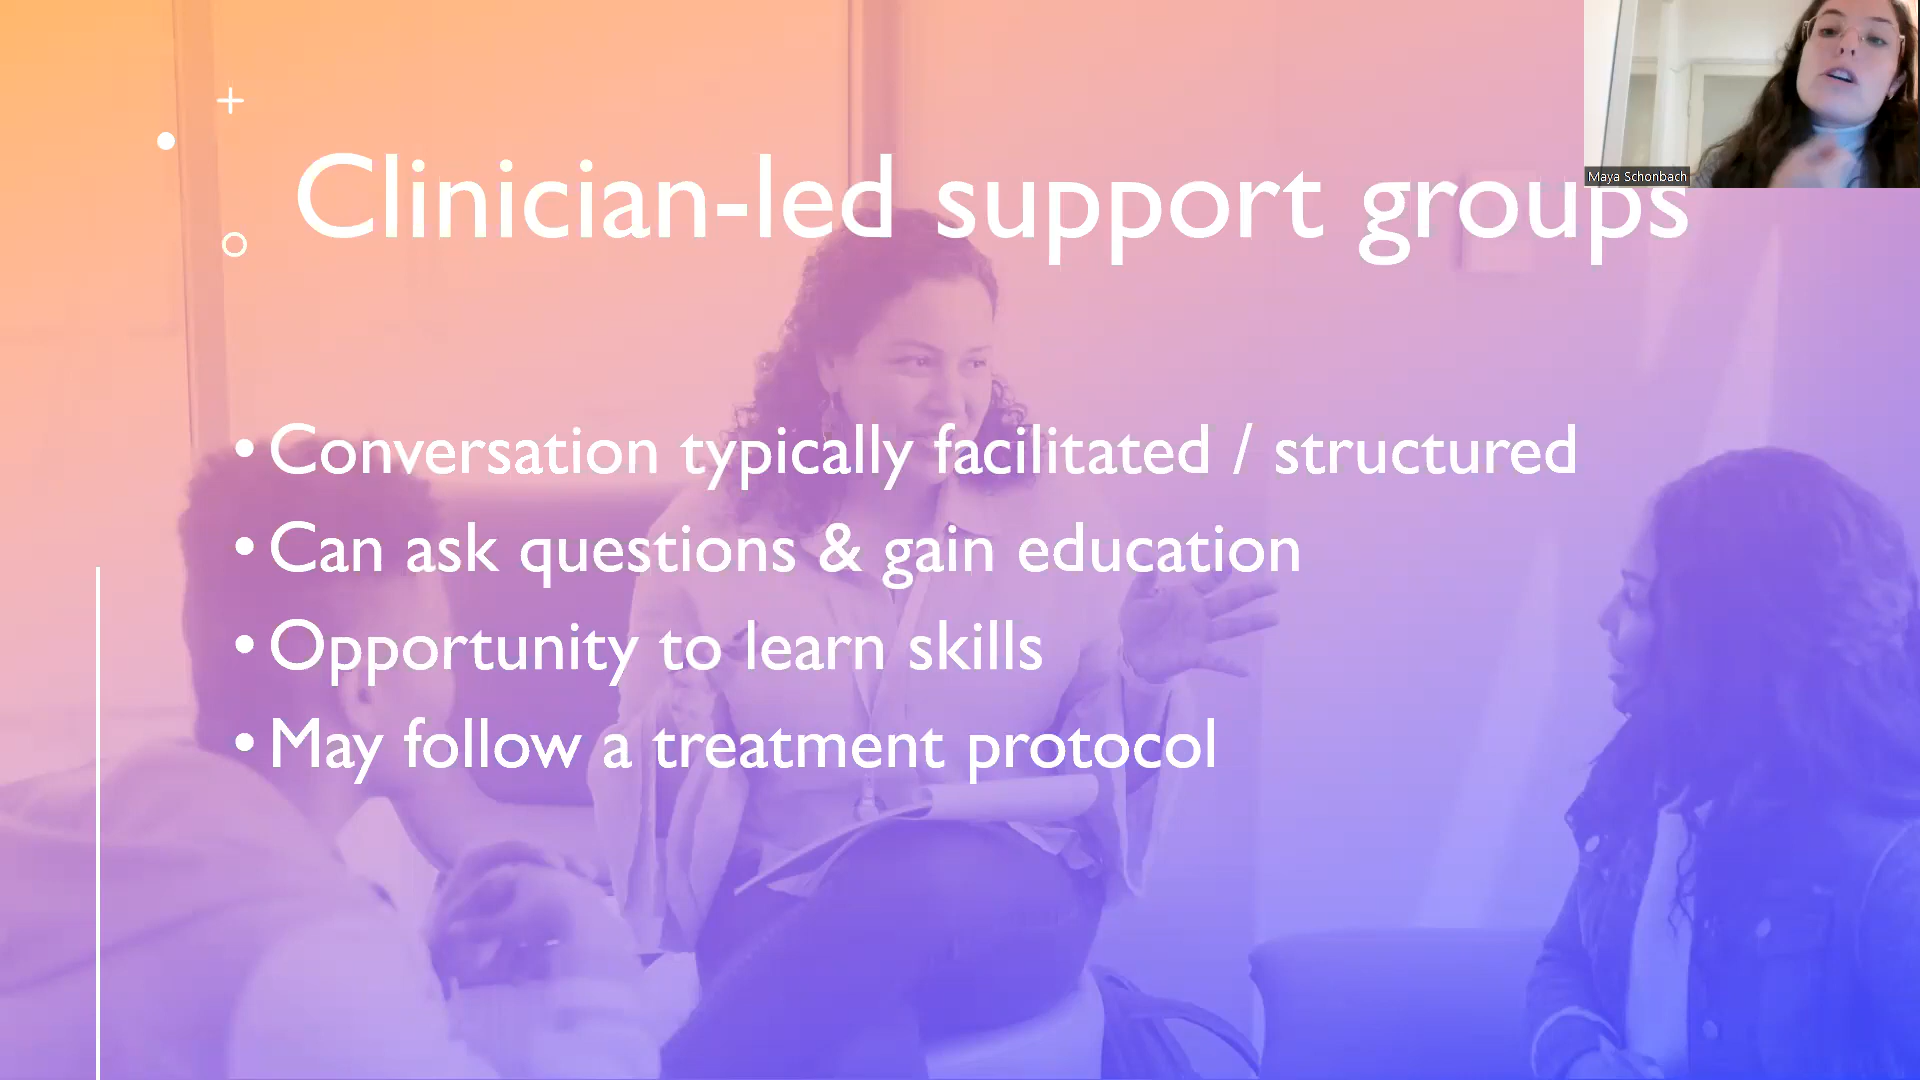 Maya Schonbach
Clinician-led support groups
• Conversation typically facilitated / structured
• Can ask questions & gain education
• Opportunity to learn skills
• May follow a treatment protocol